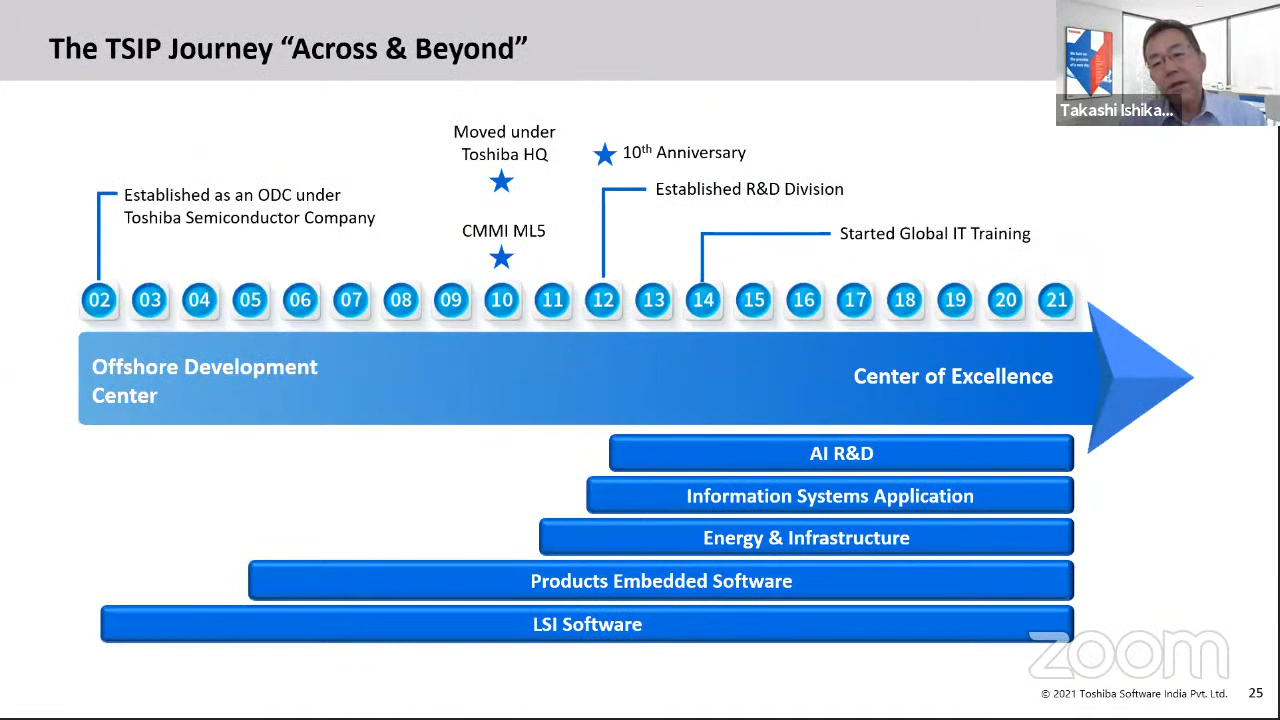 The TSIP Journey “Across & Beyond”
Takashi Ishika...
Moved under
Toshiba HQ
10th Anniversary
Established as an ODC under
Toshiba Semiconductor Company
Established R&D Division
CMMI ML5
Started Global IT Training
02 03 04 05 06 07 08 09 10 11 12 13 14 15 16 17 18 19 20 21
Offshore Development
Center
Center of Excellence
AI R&D
Information Systems Application
Energy & Infrastructure
Products Embedded Software
LSI Software
zoom
© 2021 Toshiba Software India Pvt. Ltd.
25